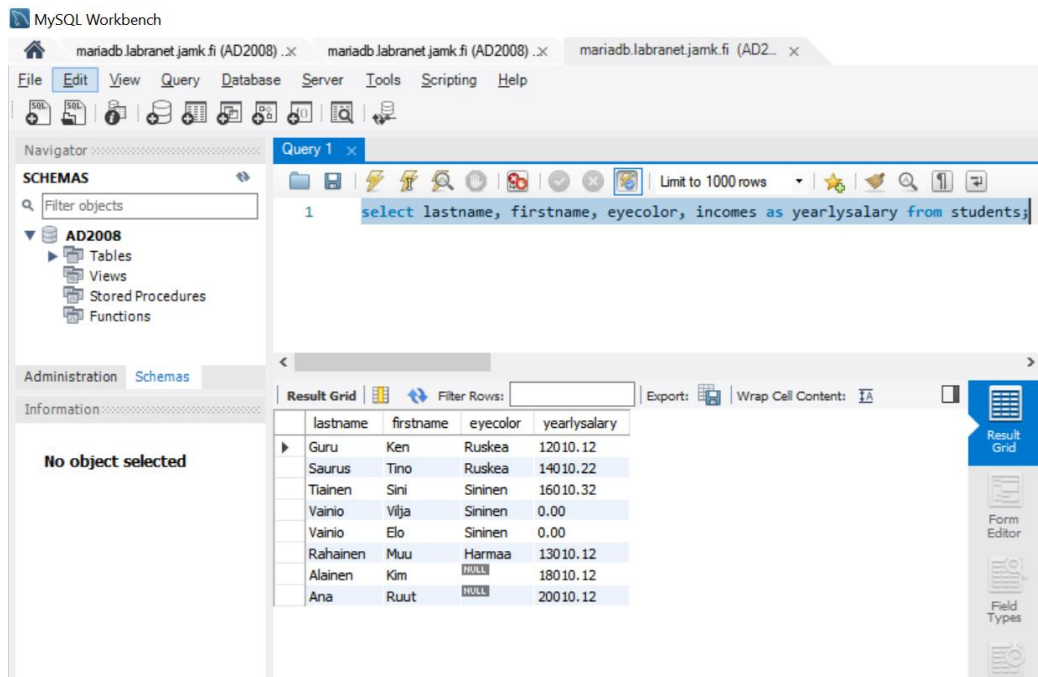 MySQL Workbench
mariadb.labranet.jamk.fi (AD2008) .. × mariadb.labranet.jamk.fi (AD2008) .. × mariadb.labranet.jamk.fi (AD2... ×
File Edit View Query Database Server Tools Scripting Help
Navigator
SCHEMAS
Filter objects
AD2008
Tables
Views
Stored Procedures
Functions
Administration Schemas
Information
No object selected
Query 1 ×
Limit to 1000 rows
1 select lastname, firstname, eyecolor, incomes as yearlysalary from students;
Result Grid Filter Rows: Export: Wrap Cell Content:
lastname firstname eyecolor yearlysalary
Guru Ken Ruskea 12010.12
Saurus Tino Ruskea 14010.22
Tiainen Sini Sininen 16010.32
Vainio Vilja Sininen 0.00
Vainio Elo Sininen 0.00
Rahainen Muu Harmaa 13010.12
Alainen Kim NULL 18010.12
Ana Ruut NULL 20010.12
Result
Grid
Form
Editor
Field
Types